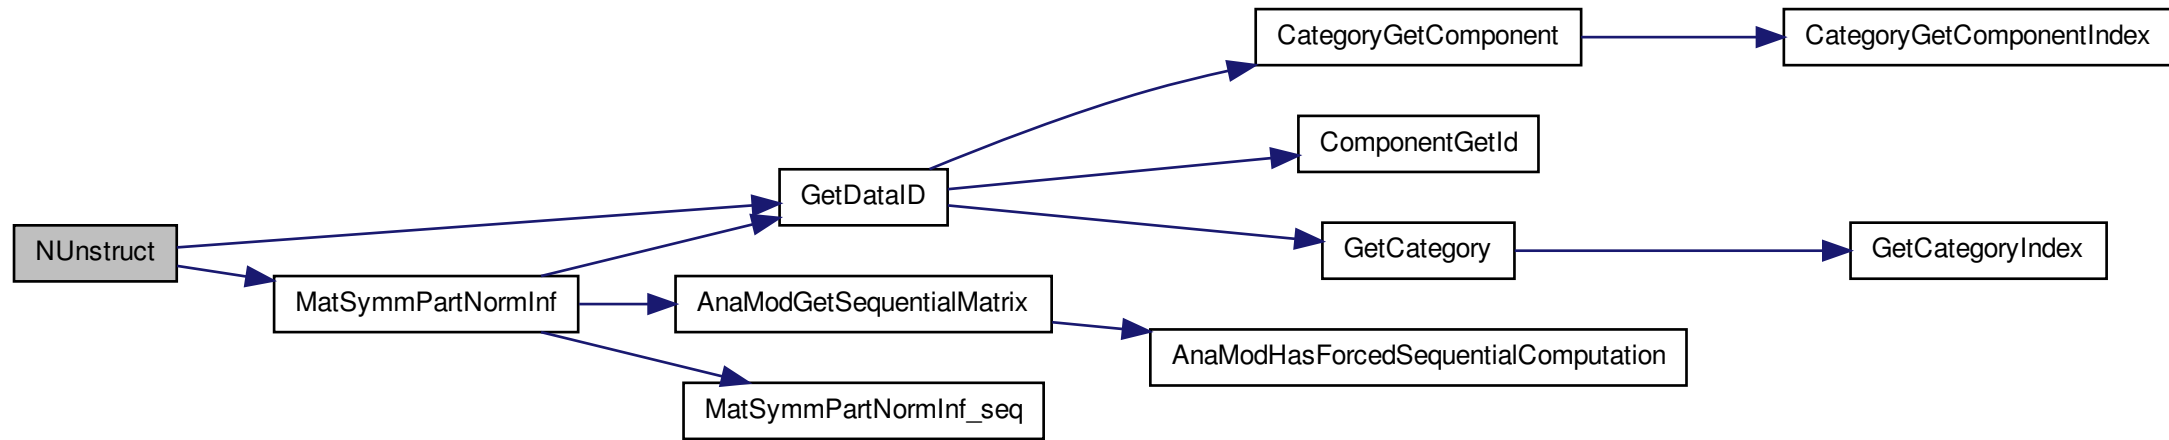 CategoryGetComponent
CategoryGetComponentIndex
ComponentGetId
GetDataID
NUnstruct
GetCategory
GetCategoryIndex
MatSymmPartNormInf
AnaModGetSequentialMatrix
AnaModHasForcedSequentialComputation
MatSymmPartNormInf_seq